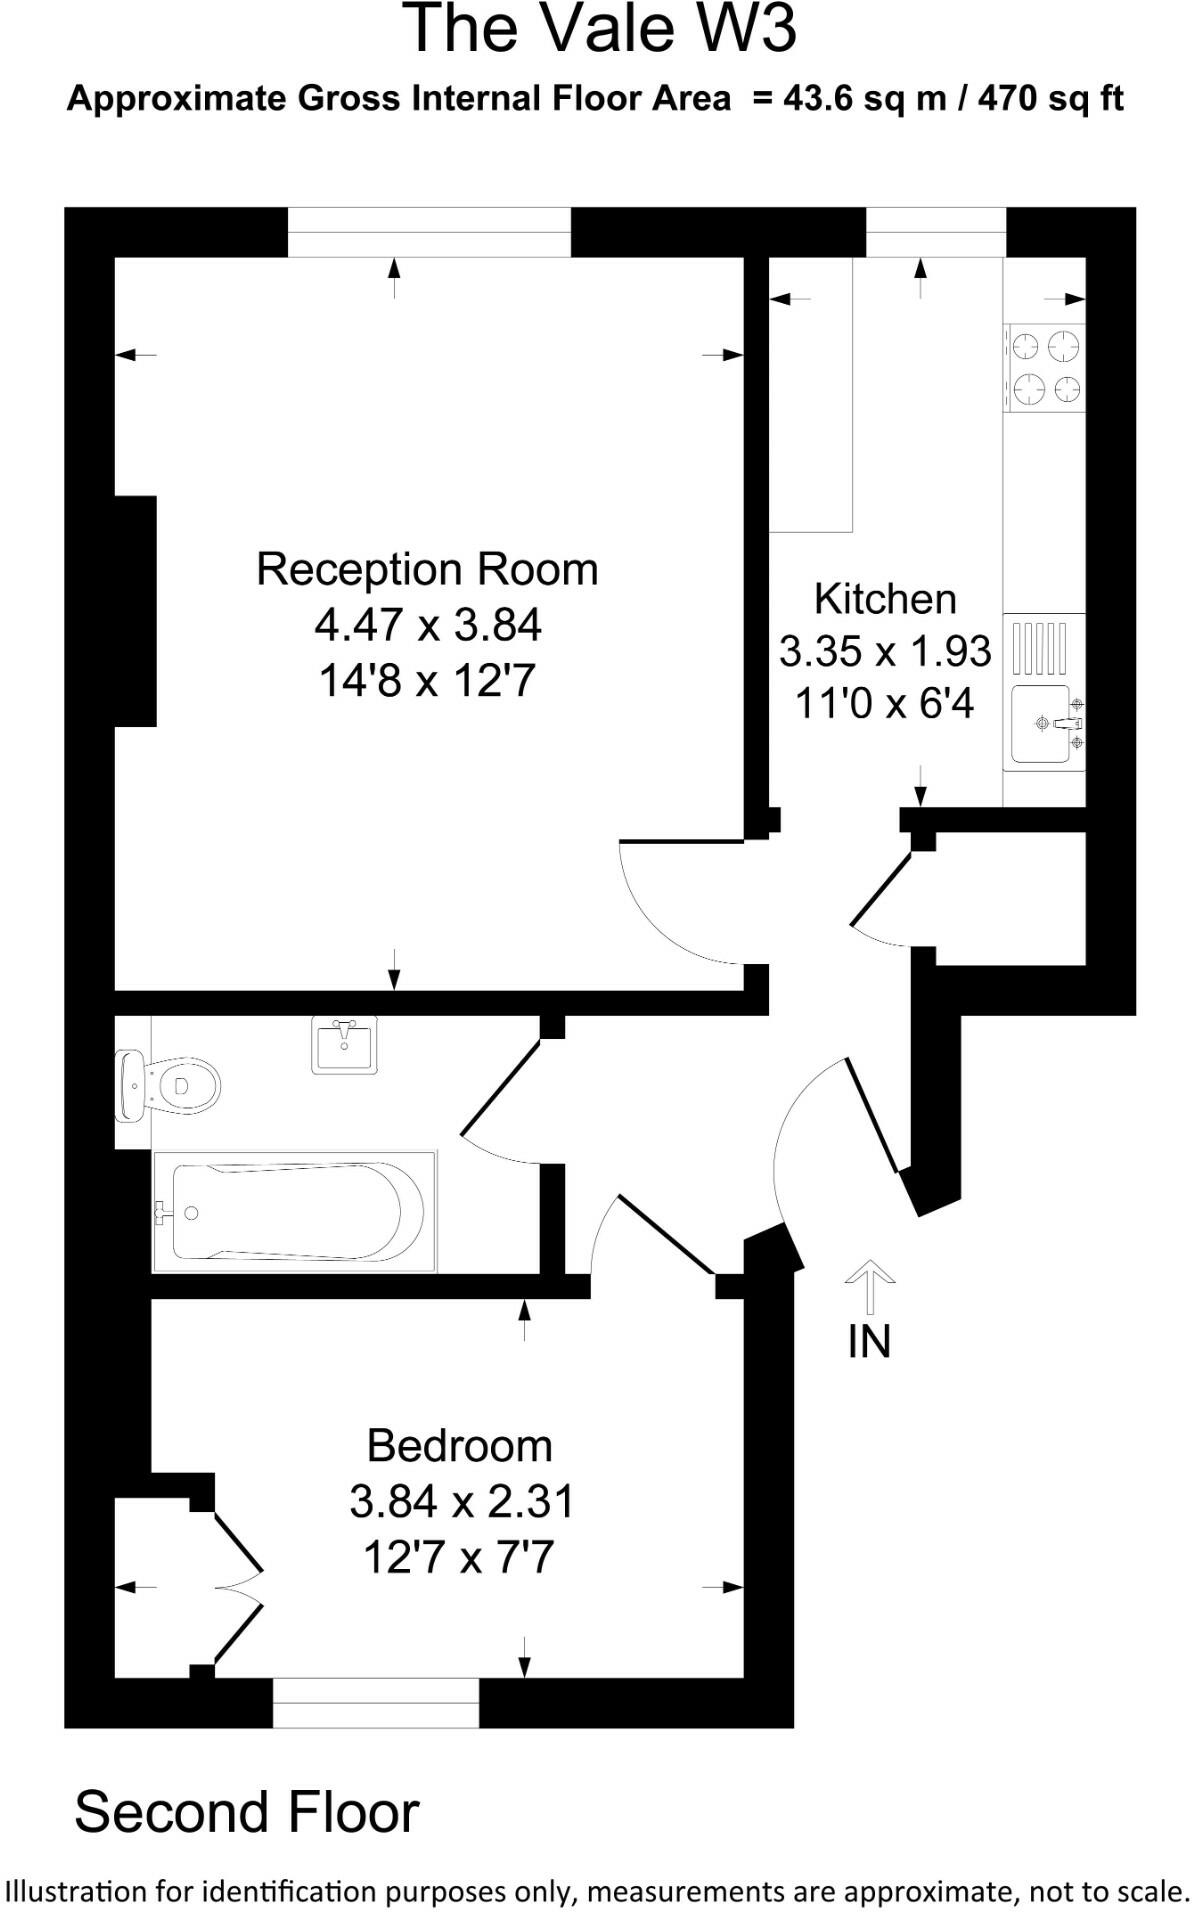 The Vale W3
Approximate Gross Internal Floor Area = 43.6 sq m / 470 sq ft
Reception Room
4.47 x 3.84
14'8 x 12'7
Kitchen
3.35 x 1.93
11'0 x 6'4
IN
Bedroom
3.84 x 2.31
12'7 x 7'7
Second Floor
Illustration for identification purposes only, measurements are approximate, not to scale.